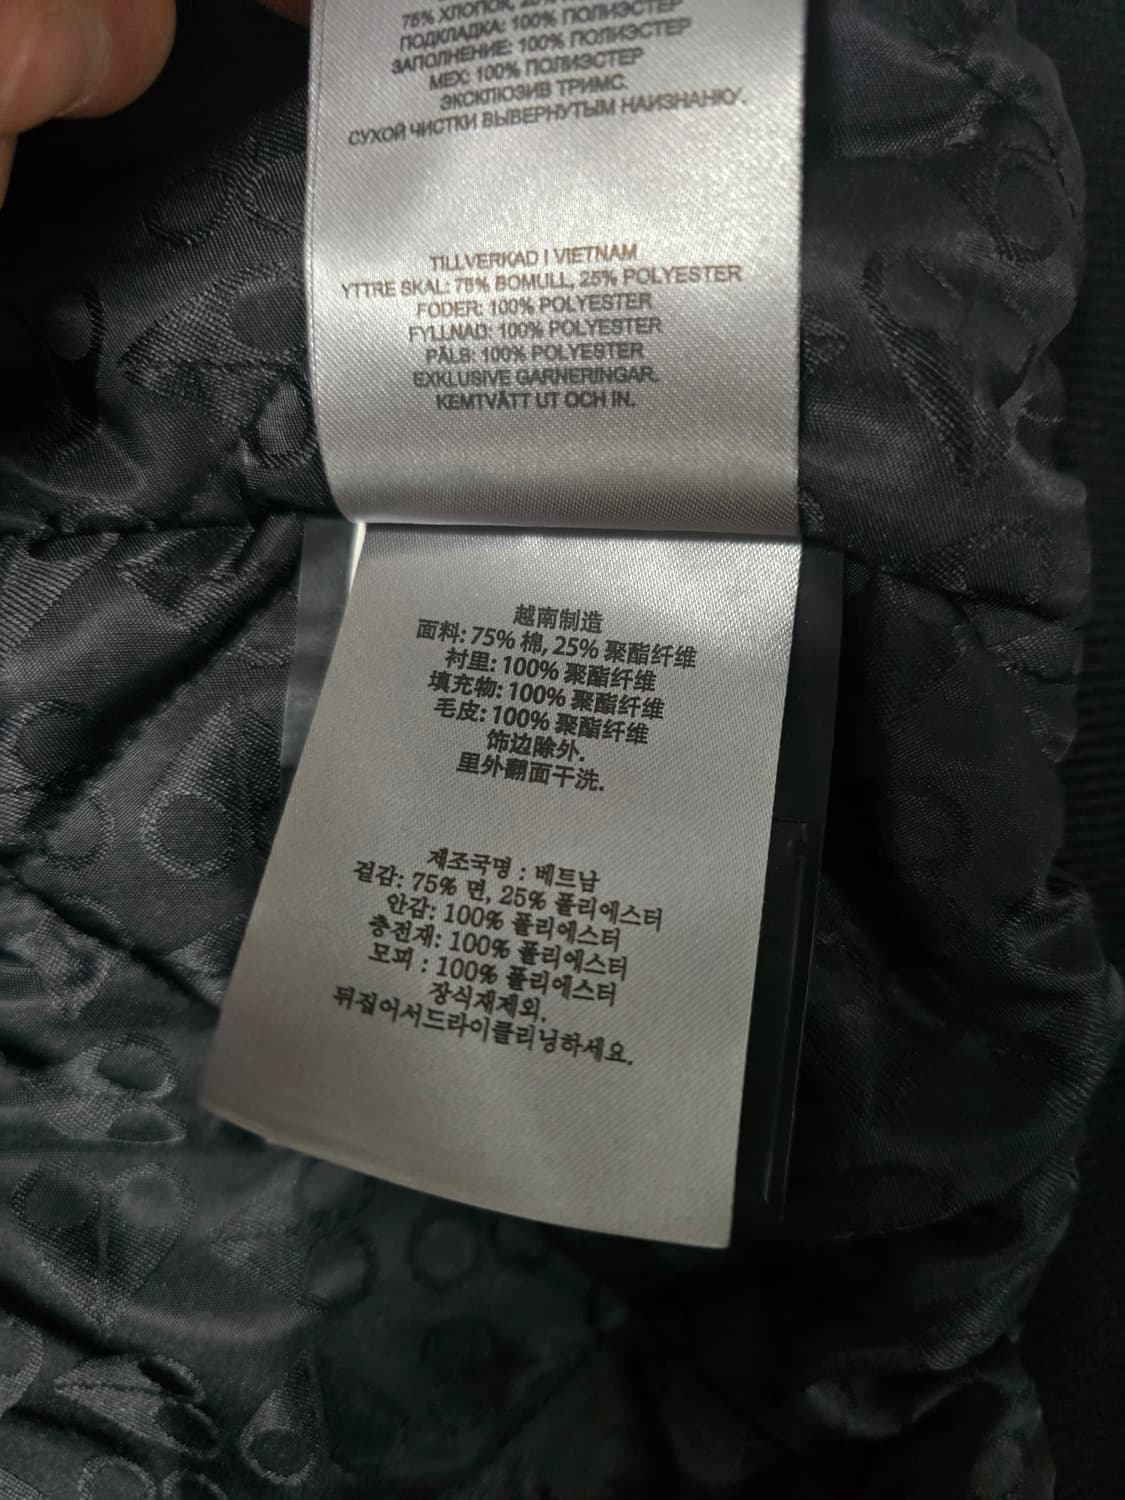 75% ХЛОПОК, 25%
ПОДКЛАДКА: 100% ПОЛИЭСТЕР
ЗАПОЛНЕНИЕ: 100% ПОЛИЭСТЕР
МЕХ: 100% ПОЛИЭСТЕР
ЭКСКЛЮЗИВ ТРИМС.
СУХОЙ ЧИСТКИ ВЫВЕРНУТЫМ НАИЗНАНКУ.
TILLVERKAD I VIETNAM
YTTRE SKAL: 75% BOMULL, 25% POLYESTER
FODER: 100% POLYESTER
FYLLNAD: 100% POLYESTER
PÄLB: 100% POLYESTER
EXKLUSIVE GARNERINGAR.
KEMTVÄTT UT OCH IN.
越南制造
面料: 75% 棉, 25% 聚酯纤维
衬里: 100% 聚酯纤维
填充物: 100% 聚酯纤维
毛皮: 100% 聚酯纤维
饰边除外.
里外翻面干洗.
제조국명 : 베트남
겉감: 75% 면, 25% 폴리에스터
안감: 100% 폴리에스터
충전재: 100% 폴리에스터
모피 : 100% 폴리에스터
장식재제외.
뒤집어서드라이클리닝하세요.